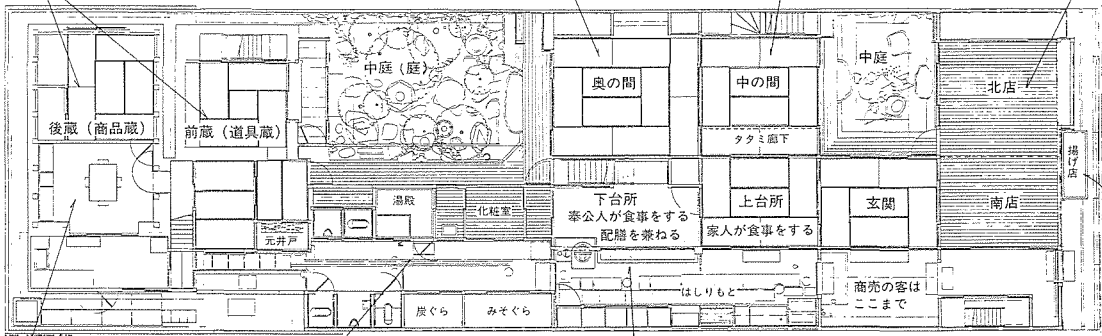 中庭(庭)
奥の間
中の間
中庭
北店
後蔵(商品蔵)
前蔵(道具蔵)
タタミ廊下
揚げ店
湯殿
化粧室
下台所
奉公人が食事をする
配膳を兼ねる
上台所
家人が食事をする
玄関
南店
元井戸
はしりもと
商売の客は
ここまで
炭ぐら
みそぐら